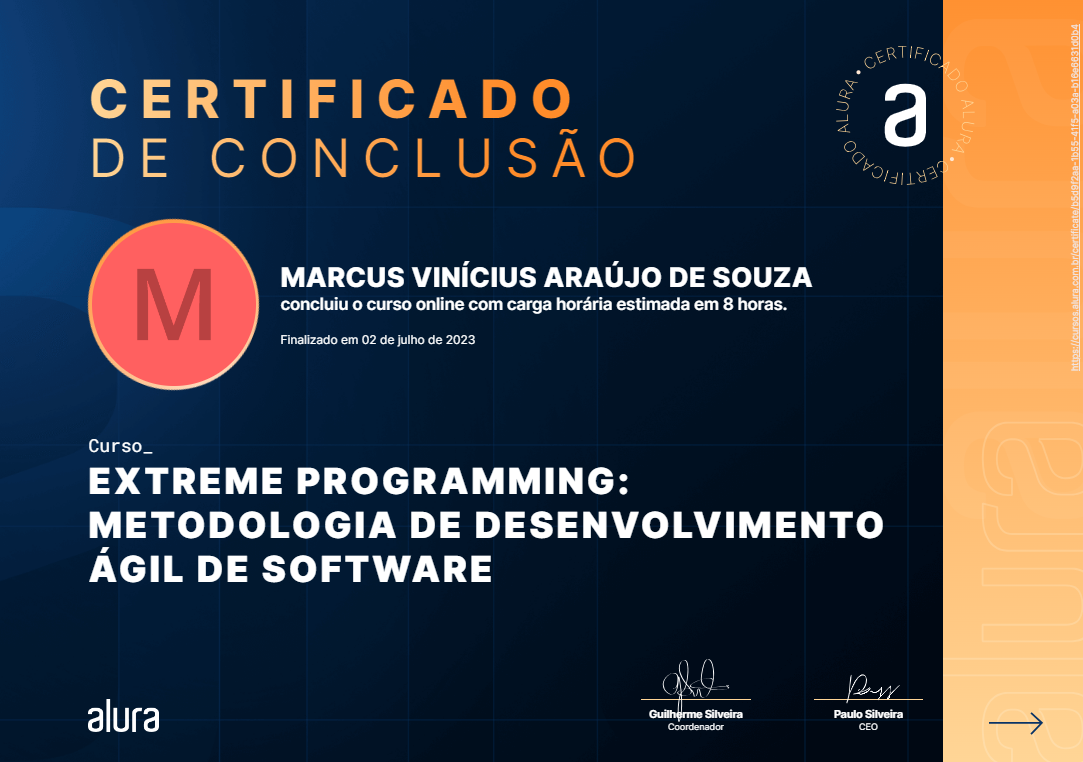 CERTIFICADO
DE CONCLUSÃO
CERTIFICADO ALURA • CERTIFICADO ALURA •
a
M
MARCUS VINÍCIUS ARAÚJO DE SOUZA
concluiu o curso online com carga horária estimada em 8 horas.
Finalizado em 02 de julho de 2023
Curso_
EXTREME PROGRAMMING:
METODOLOGIA DE DESENVOLVIMENTO
ÁGIL DE SOFTWARE
alura
Guilherme Silveira
Coordenador
Paulo Silveira
CEO
alura